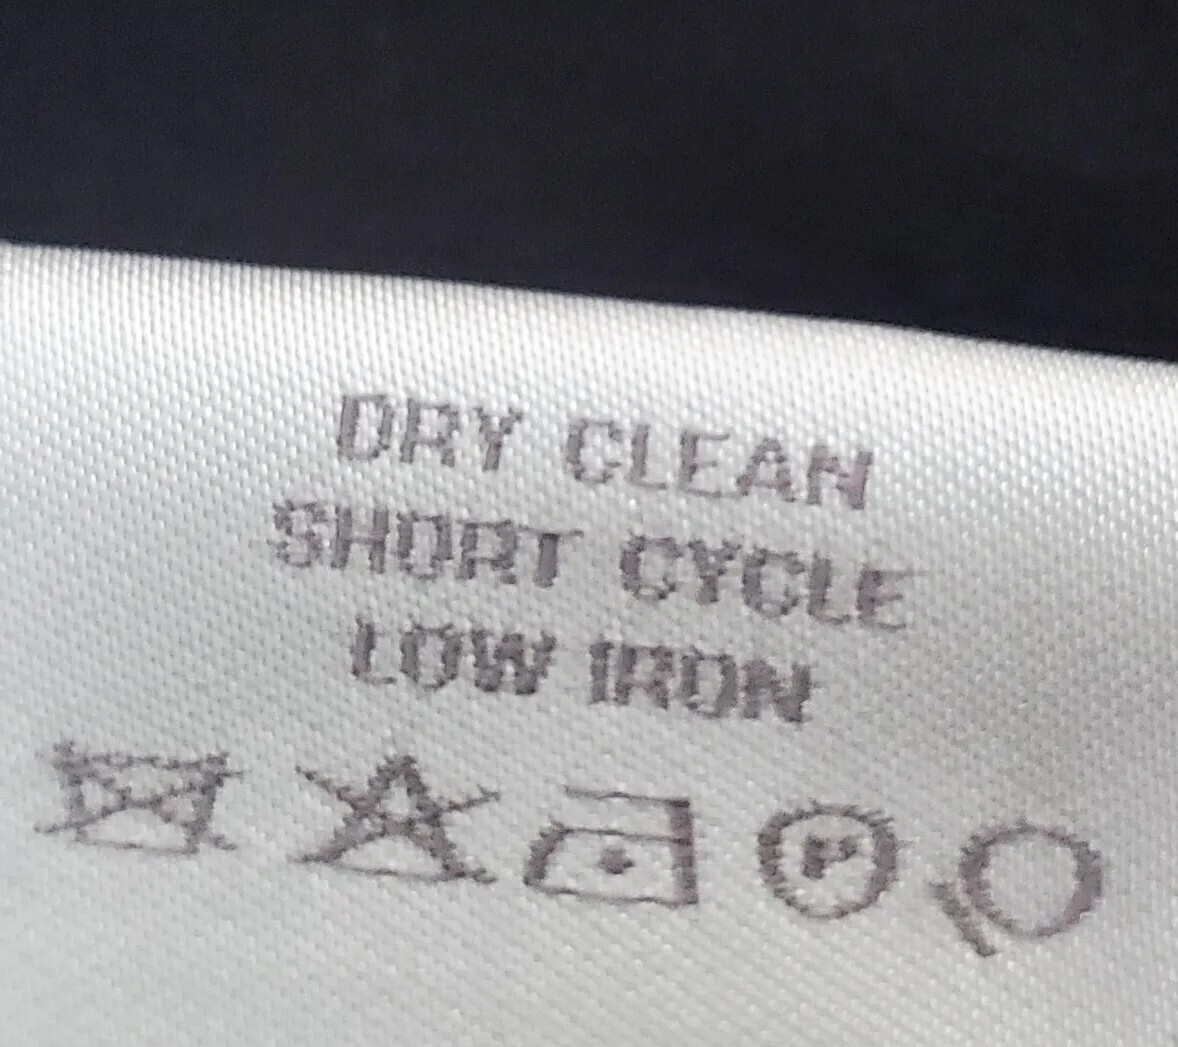 DRY CLEAN
SHORT CYCLE
LOW IRON
P